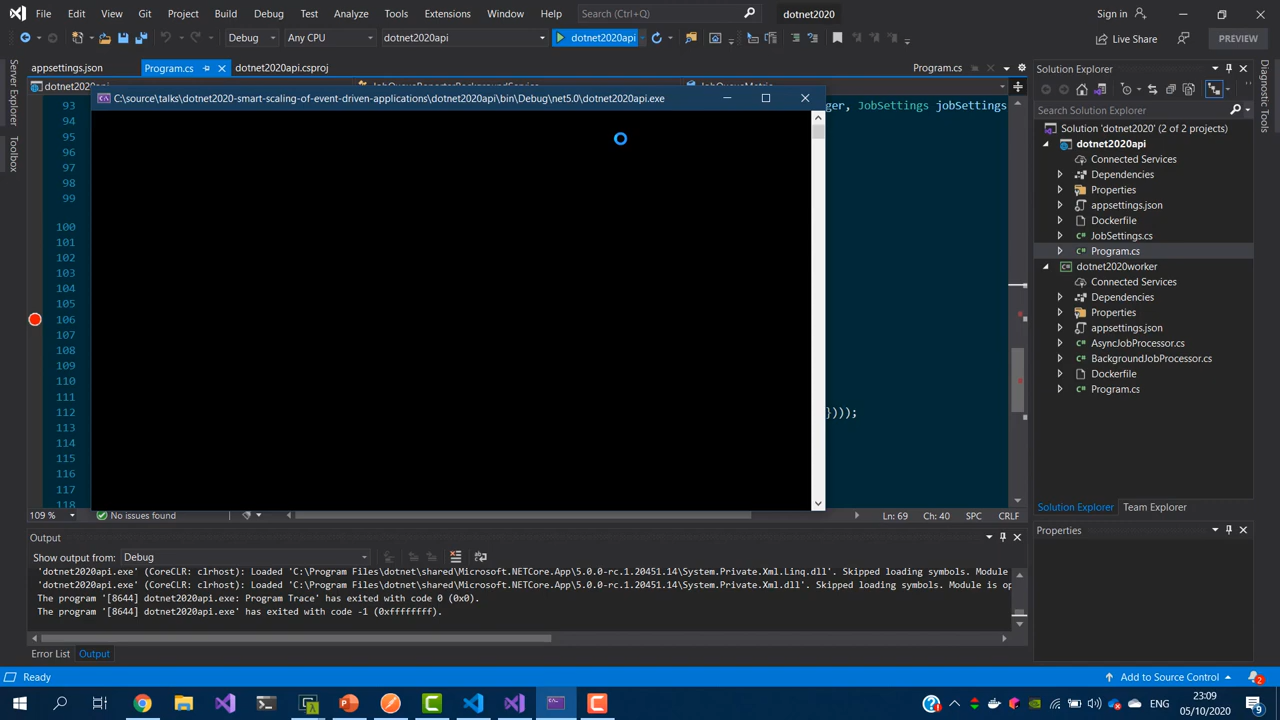 File Edit View Git Project Build Debug Test Analyze Tools Extensions Window Help Search (Ctrl+Q) dotnet2020 Sign in
Debug Any CPU dotnet2020api dotnet2020api Live Share PREVIEW
appsettings.json Program.cs dotnet2020api.csproj Program.cs
Server Explorer
Toolbox
C:\source\talks\dotnet2020-smart-scaling-of-event-driven-applications\dotnet2020api\bin\Debug\net5.0\dotnet2020api.exe
93 ger, JobSettings jobSettings
94
95
96
97
98
99
100
101
102
103
104
105
106
107
108
109
110
111
112 })));
113
114
115
116
117
118
109 % No issues found Ln: 69 Ch: 40 SPC CRLF
Output
Show output from: Debug
'dotnet2020api.exe' (CoreCLR: clrhost): Loaded 'C:\Program Files\dotnet\shared\Microsoft.NETCore.App\5.0.0-rc.1.20451.14\System.Private.Xml.Linq.dll'. Skipped loading symbols. Module
'dotnet2020api.exe' (CoreCLR: clrhost): Loaded 'C:\Program Files\dotnet\shared\Microsoft.NETCore.App\5.0.0-rc.1.20451.14\System.Private.Xml.dll'. Skipped loading symbols. Module is op
The program '[8644] dotnet2020api.exe: Program Trace' has exited with code 0 (0x0).
The program '[8644] dotnet2020api.exe' has exited with code -1 (0xffffffff).
Error List Output
Solution Explorer
Search Solution Explorer (Ctrl+;)
Solution 'dotnet2020' (2 of 2 projects)
dotnet2020api
Connected Services
Dependencies
Properties
appsettings.json
Dockerfile
JobSettings.cs
Program.cs
dotnet2020worker
Connected Services
Dependencies
Properties
appsettings.json
AsyncJobProcessor.cs
BackgroundJobProcessor.cs
Dockerfile
Program.cs
Solution Explorer Team Explorer
Properties
Diagnostic Tools
Ready Add to Source Control 2
23:09
05/10/2020 9